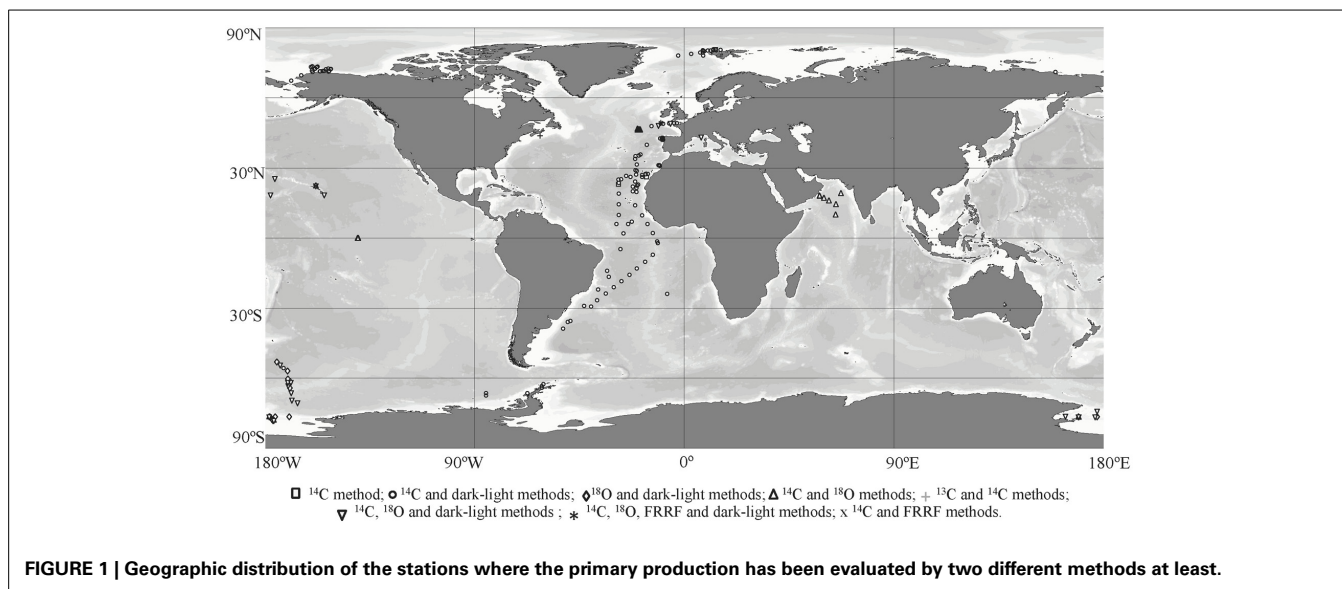 90ºN
30ºN
30ºS
90ºS
180ºW 90ºW 0º 90ºE 180ºE
□ ¹⁴C method; o ¹⁴C and dark-light methods; ◊ ¹⁸O and dark-light methods; Δ ¹⁴C and ¹⁸O methods; + ¹³C and ¹⁴C methods;
∇ ¹⁴C, ¹⁸O and dark-light methods ; * ¹⁴C, ¹⁸O, FRRF and dark-light methods; x ¹⁴C and FRRF methods.
FIGURE 1 | Geographic distribution of the stations where the primary production has been evaluated by two different methods at least.